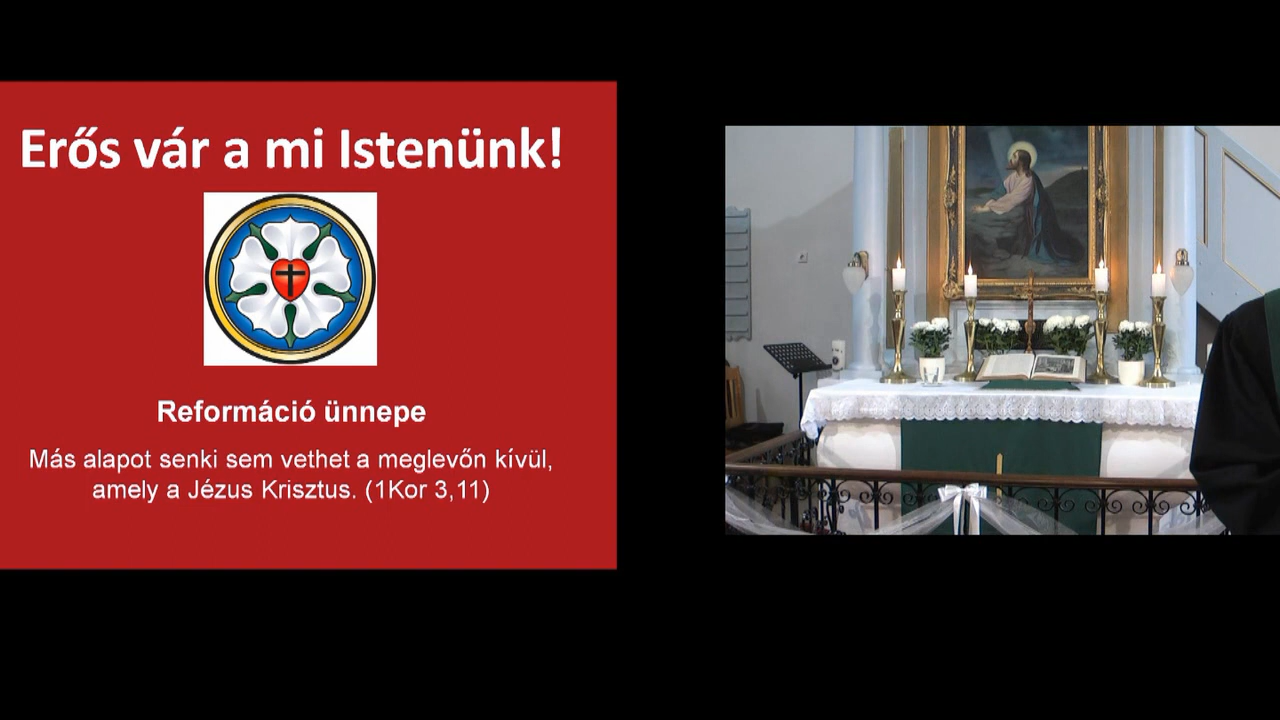 Erős vár a mi Istenünk!
Reformáció ünnepe
Más alapot senki sem vethet a meglevőn kívül,
amely a Jézus Krisztus. (1Kor 3,11)